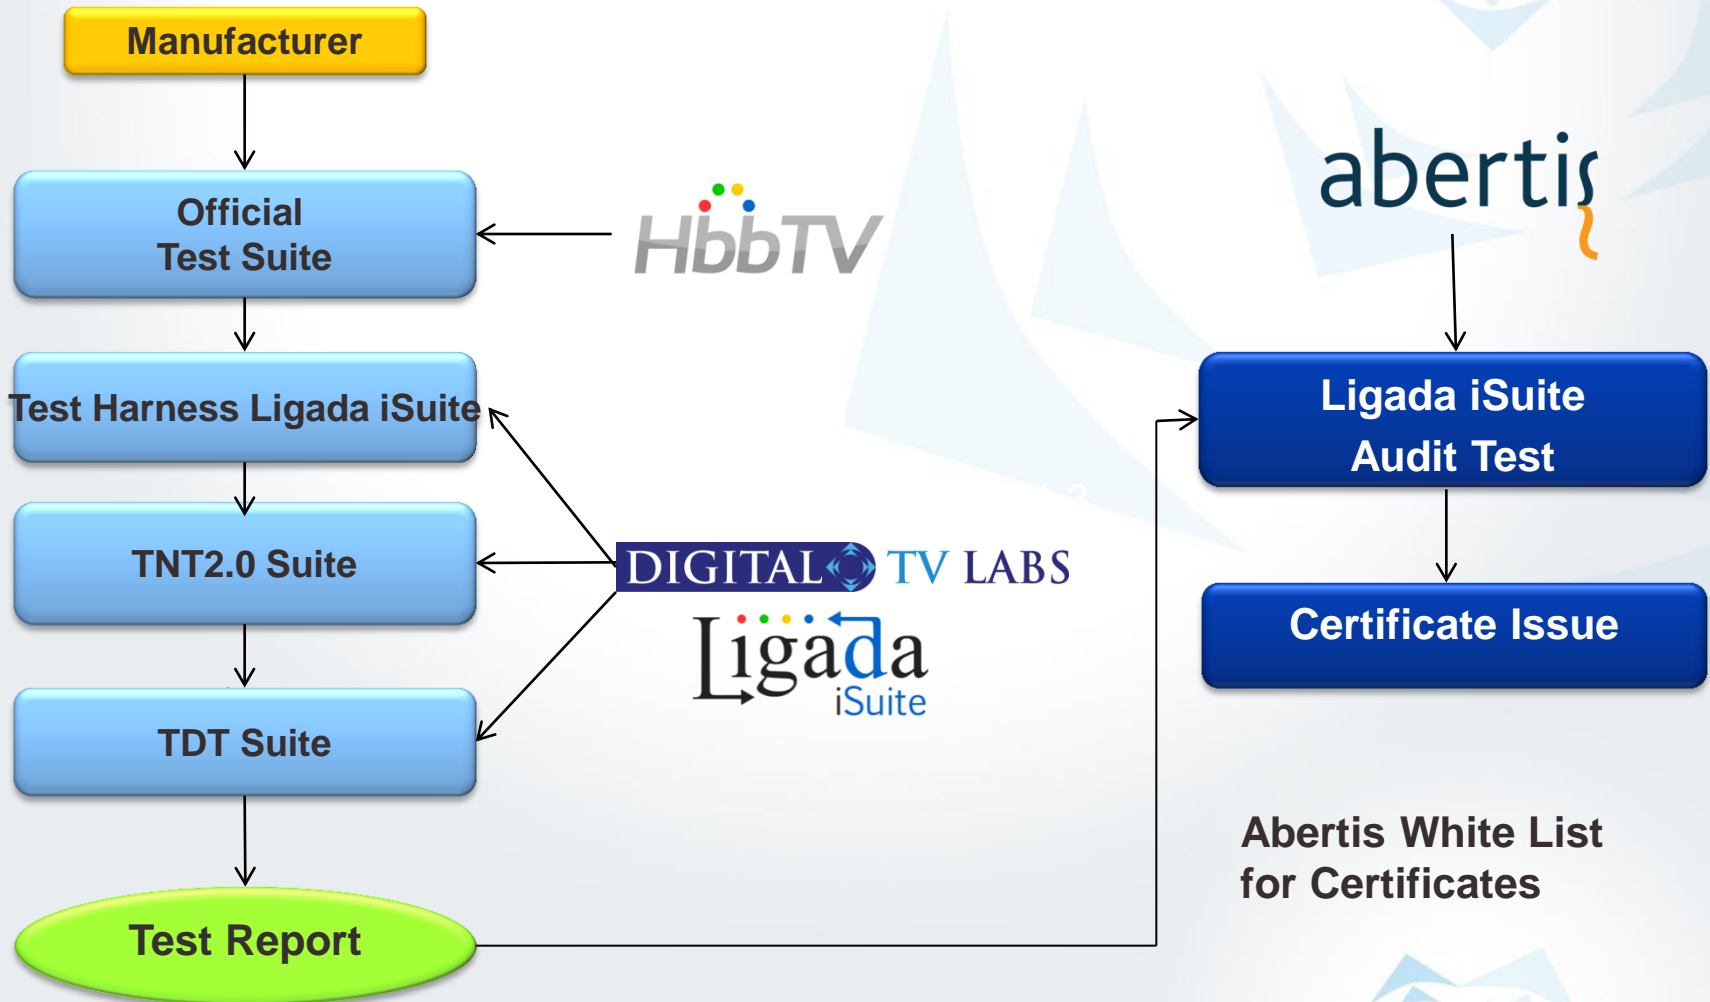 Manufacturer
Official
Test Suite
HbbTV
Test Harness Ligada iSuite
TNT2.0 Suite
DIGITAL TV LABS
Ligada
iSuite
TDT Suite
Test Report
abertis
Ligada iSuite
Audit Test
Certificate Issue
Abertis White List
for Certificates